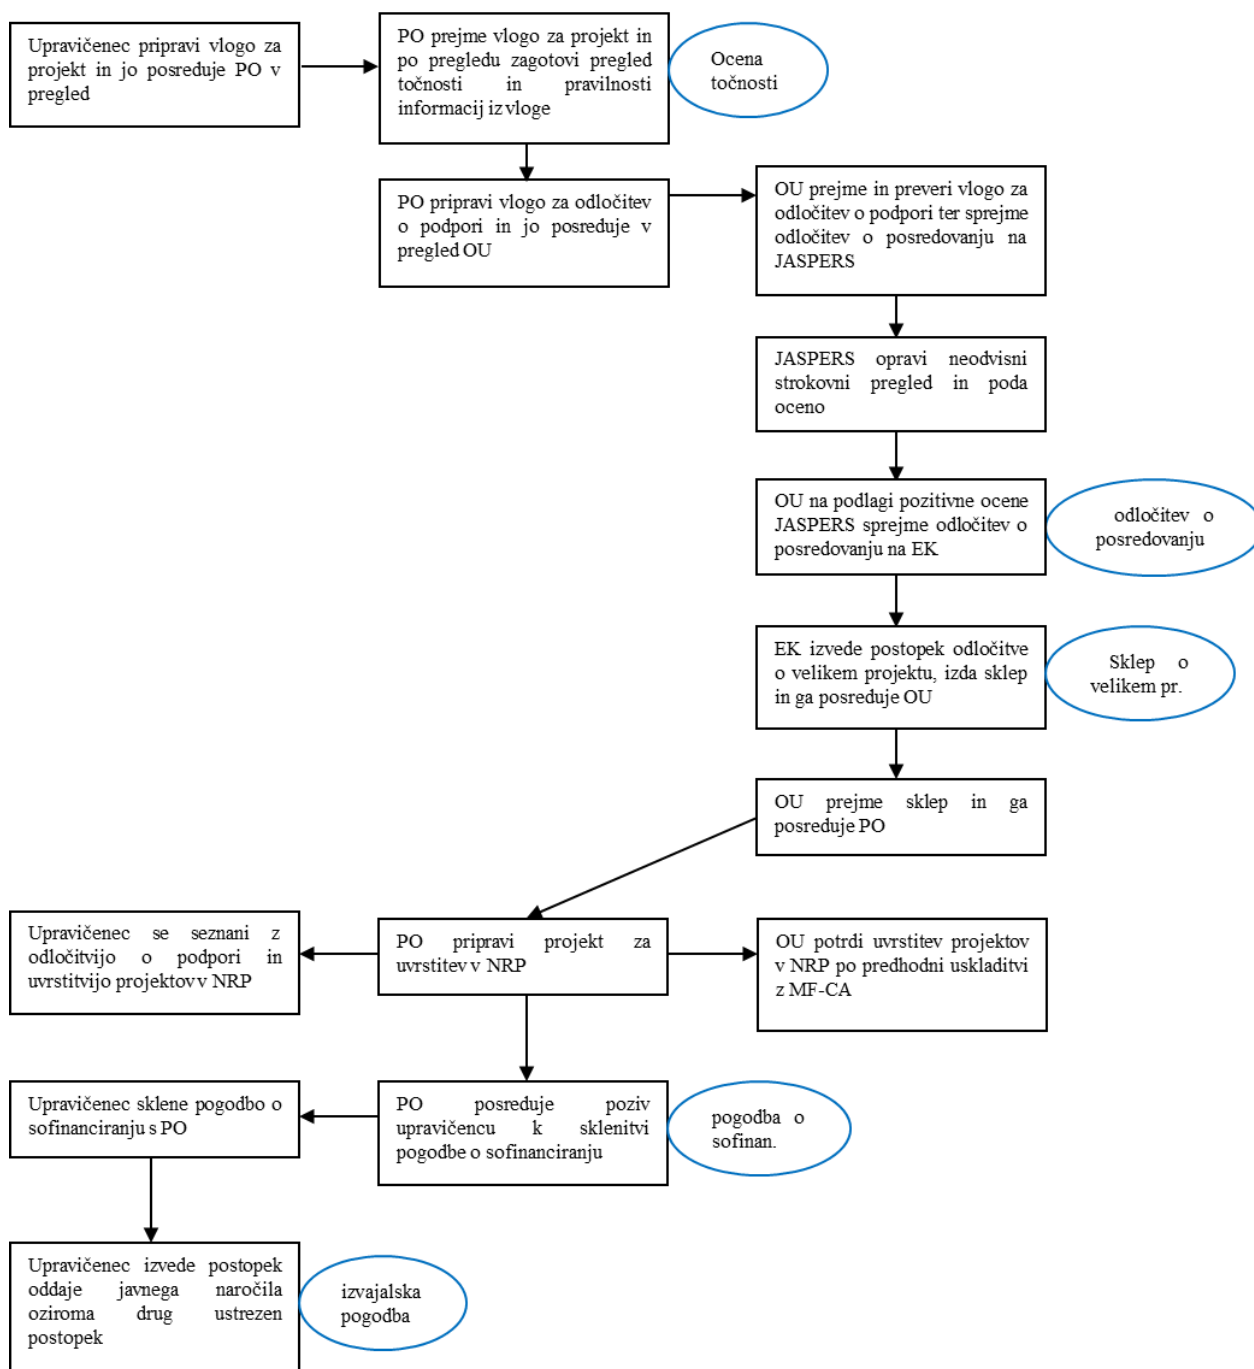 Upravičenec pripravi vlogo za
projekt in jo posreduje PO v
pregled
PO prejme vlogo za projekt in
po pregledu zagotovi pregled
točnosti in pravilnosti
informacij iz vloge
Ocena
točnosti
PO pripravi vlogo za odločitev
o podpori in jo posreduje v
pregled OU
OU prejme in preveri vlogo za
odločitev o podpori ter sprejme
odločitev o posredovanju na
JASPERS
JASPERS opravi neodvisni
strokovni pregled in poda
oceno
OU na podlagi pozitivne ocene
JASPERS sprejme odločitev o
posredovanju na EK
odločitev o
posredovanju
EK izvede postopek odločitve
o velikem projektu, izda sklep
in ga posreduje OU
Sklep o
velikem pr.
OU prejme sklep in ga
posreduje PO
Upravičenec se seznani z
odločitvijo o podpori in
uvrstitvijo projektov v NRP
PO pripravi projekt za
uvrstitev v NRP
OU potrdi uvrstitev projektov
v NRP po predhodni uskladitvi
z MF-CA
Upravičenec sklene pogodbo o
sofinanciranju s PO
PO posreduje poziv
upravičencu k sklenitvi
pogodbe o sofinanciranju
pogodba o
sofinan.
Upravičenec izvede postopek
oddaje javnega naročila
oziroma drug ustrezen
postopek
izvajalska
pogodba